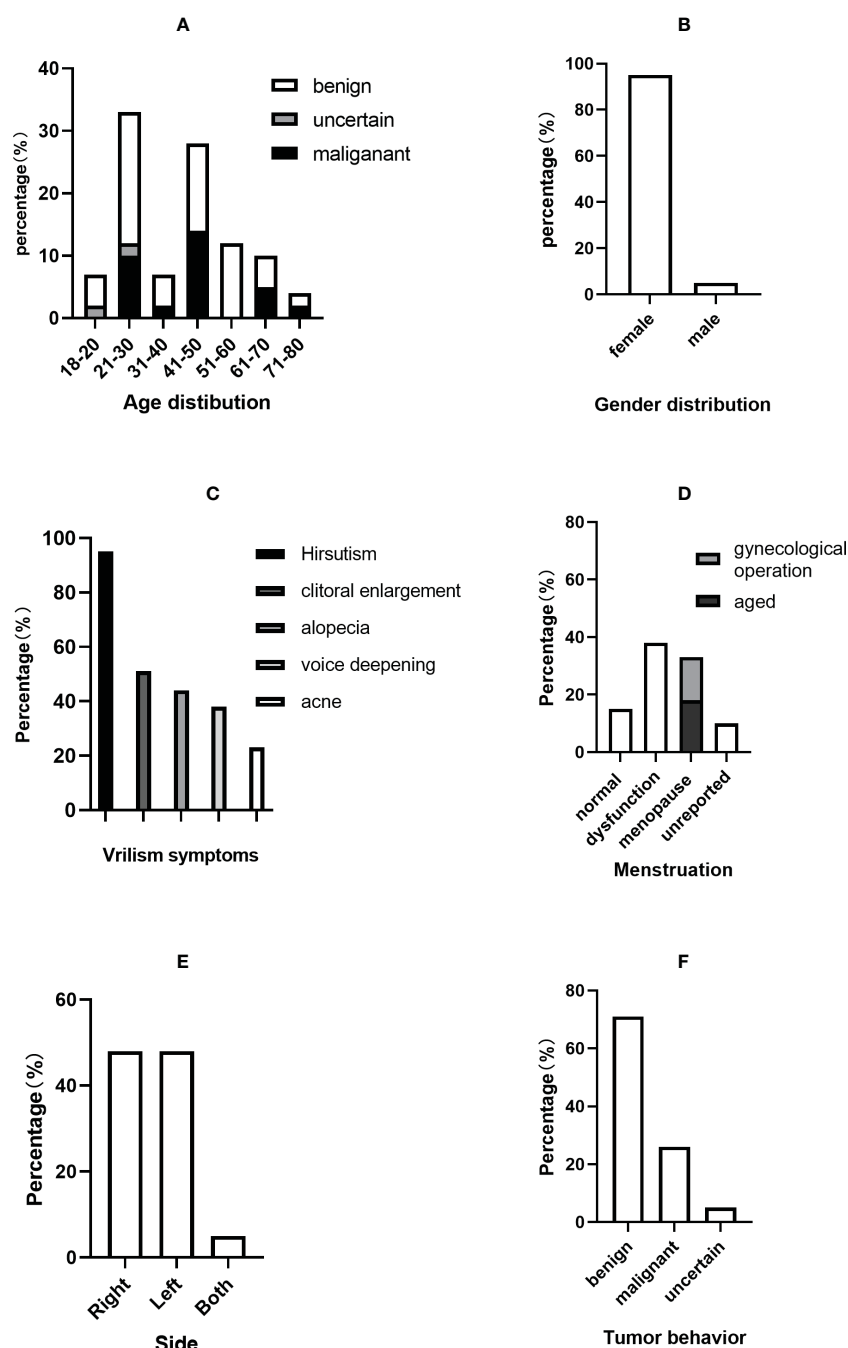 A
percentage(%)
40
30
20
10
0
benign
uncertain
maliganant
18-20
21-30
31-40
41-50
51-60
61-70
71-80
Age distibution
B
percentage(%)
100
80
60
40
20
0
female
male
Gender distribution
C
Percentage(%)
100
80
60
40
20
0
Hirsutism
clitoral enlargement
alopecia
voice deepening
acne
Vrilism symptoms
D
Percentage(%)
80
60
40
20
0
gynecological
operation
aged
normal
dysfunction
menopause
unreported
Menstruation
E
Percentage(%)
60
40
20
0
Right
Left
Both
Side
F
Percentage(%)
80
60
40
20
0
benign
malignant
uncertain
Tumor behavior